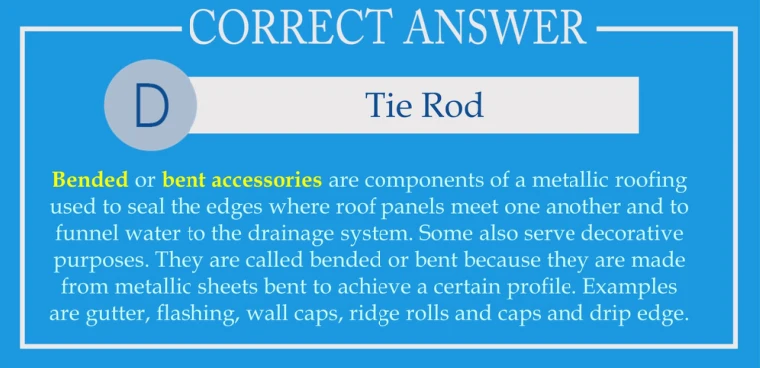 CORRECT ANSWER
D
Tie Rod
Bended or bent accessories are components of a metallic roofing
used to seal the edges where roof panels meet one another and to
funnel water to the drainage system. Some also serve decorative
purposes. They are called bended or bent because they are made
from metallic sheets bent to achieve a certain profile. Examples
are gutter, flashing, wall caps, ridge rolls and caps and drip edge.